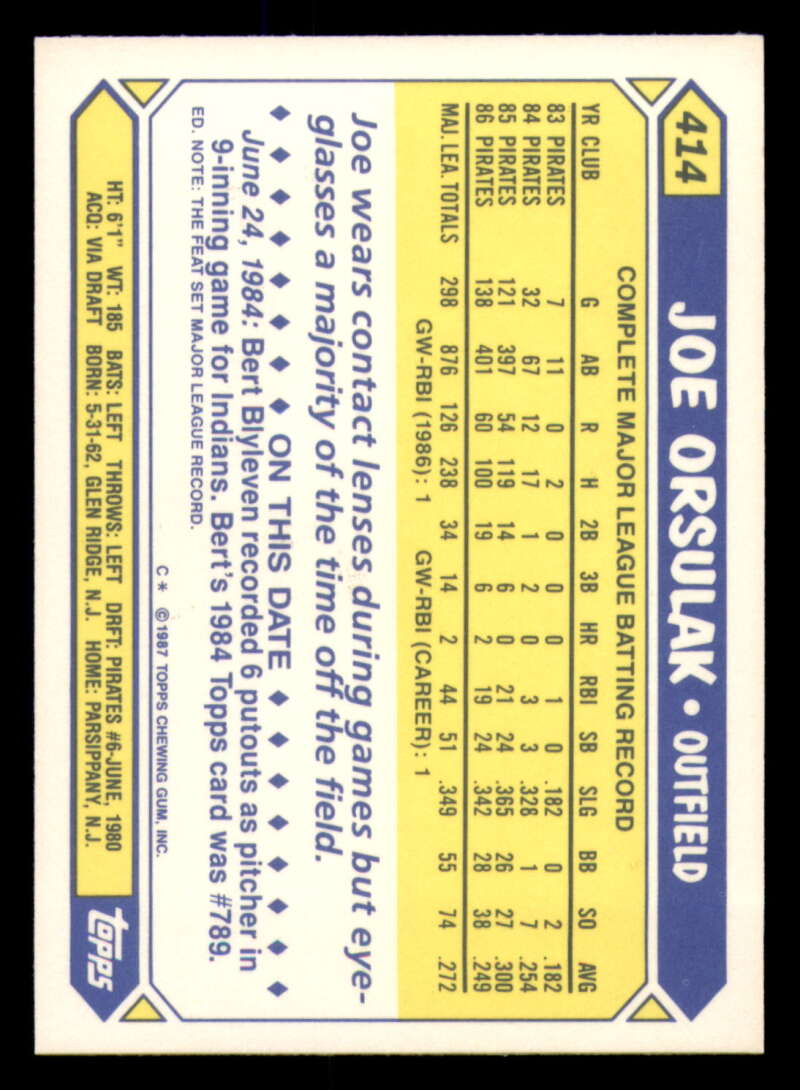 414 JOE ORSULAK • OUTFIELD
COMPLETE MAJOR LEAGUE BATTING RECORD
YR CLUB G AB R H 2B 3B HR RBI SB SLG BB SO AVG
83 PIRATES 7 11 0 2 0 0 0 1 0 .182 0 2 .182
84 PIRATES 32 67 12 17 1 2 0 3 3 .328 1 7 .254
85 PIRATES 121 397 54 119 14 6 0 21 24 .365 26 27 .300
86 PIRATES 138 401 60 100 19 6 2 19 24 .342 28 38 .249
MAJ. LEA. TOTALS 298 876 126 238 34 14 2 44 51 .349 55 74 .272
GW-RBI (1986): 1 GW-RBI (CAREER): 1
Joe wears contact lenses during games but eye-
glasses a majority of the time off the field.
◆ ◆ ◆ ◆ ◆ ◆ ◆ ◆ ON THIS DATE ◆ ◆ ◆ ◆ ◆ ◆ ◆ ◆
June 24, 1984: Bert Blyleven recorded 6 putouts as pitcher in
9-inning game for Indians. Bert's 1984 Topps card was #789.
ED. NOTE: THE FEAT SET MAJOR LEAGUE RECORD.
C* ©1987 TOPPS CHEWING GUM, INC.
HT: 6'1" WT: 185 BATS: LEFT THROWS: LEFT DRFT: PIRATES #6-JUNE, 1980
ACQ: VIA DRAFT BORN: 5-31-62, GLEN RIDGE, N.J. HOME: PARSIPPANY, N.J.
topps